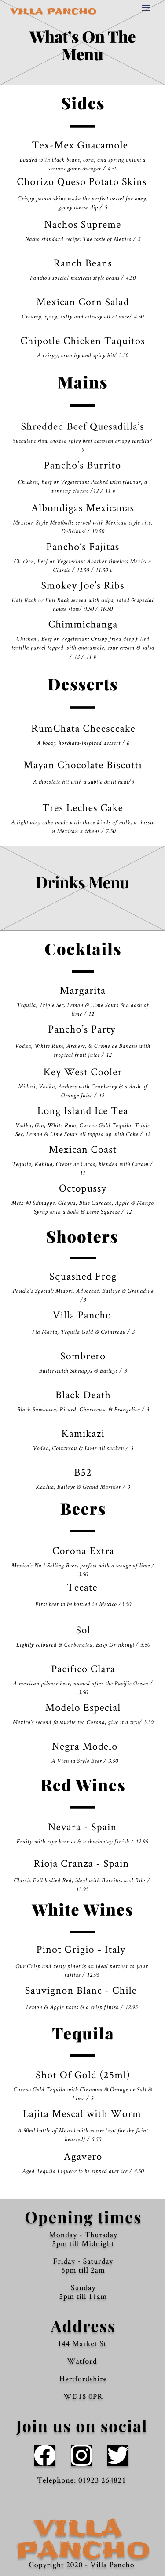 VILLA PANCHO
What's On The
Menu
Sides
Tex-Mex Guacamole
Loaded with black beans, corn, and spring onion: a
serious game-changer / 4.50
Chorizo Queso Potato Skins
Crispy potato skins make the perfect vessel for ooey,
gooey cheese dip / 5
Nachos Supreme
Nacho standard recipe: The taste of Mexico / 5
Ranch Beans
Pancho's special mexican style beans / 4.50
Mexican Corn Salad
Creamy, spicy, salty and citrusy all at once/ 4.50
Chipotle Chicken Taquitos
A crispy, crunchy and spicy hit/ 5.50
Mains
Shredded Beef Quesadilla's
Succulent slow cooked spicy beef between crispy tortilla/
9
Pancho's Burrito
Chicken, Beef or Vegeterian: Packed with flavour, a
winning classic /12 / 11 v
Albondigas Mexicanas
Mexican Style Meatballs served with Mexican style rice:
Delicious!! / 10.50
Pancho's Fajitas
Chicken, Beef or Vegeterian: Another timeless Mexican
Classic / 12.50 / 11.50 v
Smokey Joe's Ribs
Half Rack or Full Rack served with chips, salad & special
house slaw/ 9.50 / 16.50
Chimmichanga
Chicken , Beef or Vegeterian: Crispy fried deep filled
tortilla parcel topped with quacamole, sour cream & salsa
/ 12 / 11 v
Desserts
RumChata Cheesecake
A boozy horchata-inspired dessert / 6
Mayan Chocolate Biscotti
A chocolate hit with a subtle chilli heat/6
Tres Leches Cake
A light airy cake made with three kinds of milk, a classic
in Mexican kitchens / 7.50
Drinks Menu
Cocktails
Margarita
Tequila, Triple Sec, Lemon & Lime Sours & a dash of
lime / 12
Pancho's Party
Vodka, White Rum, Archers, & Creme de Banane with
tropical fruit juice / 12
Key West Cooler
Midori, Vodka, Archers with Cranberry & a dash of
Orange Juice / 12
Long Island Ice Tea
Vodka, Gin, White Rum, Cuervo Gold Tequila, Triple
Sec, Lemon & Lime Sours all topped up with Coke / 12
Mexican Coast
Tequila, Kahlua, Creme de Cacao, blended with Cream /
11
Octopussy
Metz 40 Schnapps, Glayva, Blue Curacao, Apple & Mango
Syrup with a Soda & Lime Squeeze / 12
Shooters
Squashed Frog
Pancho's Special: Midori, Advocaat, Baileys & Grenadine
/3
Villa Pancho
Tia Maria, Tequila Gold & Cointreau / 3
Sombrero
Butterscotch Schnapps & Baileys / 3
Black Death
Black Sambucca, Ricard, Chartreuse & Frangelico / 3
Kamikazi
Vodka, Cointreau & Lime all shaken / 3
B52
Kahlua, Baileys & Grand Marnier / 3
Beers
Corona Extra
Mexico's No.1 Selling Beer, perfect with a wedge of lime /
3.50
Tecate
First beer to be bottled in Mexico /3.50
Sol
Lightly coloured & Carbonated, Easy Drinking! / 3.50
Pacifico Clara
A mexican pilsner beer, named after the Pacific Ocean /
3.50
Modelo Especial
Mexico's second favourite too Corona, give it a try!/ 3.50
Negra Modelo
A Vienna Style Beer / 3.50
Red Wines
Nevara - Spain
Fruity with ripe berries & a choclatety finish / 12.95
Rioja Cranza - Spain
Classic Full bodied Red, ideal with Burritos and Ribs /
13.95
White Wines
Pinot Grigio - Italy
Our Crisp and zesty pinot is an ideal partner to your
fajitas / 12.95
Sauvignon Blanc - Chile
Lemon & Apple notes & a crisp finish / 12.95
Tequila
Shot Of Gold (25ml)
Curevo Gold Tequila with Cinamon & Orange or Salt &
Lime / 3
Lajita Mescal with Worm
A 50ml bottle of Mescal with worm (not for the faint
hearted) / 5.50
Agavero
Aged Tequila Liqueor to be sipped over ice / 4.50
Opening times
Monday - Thursday
5pm till Midnight
Friday - Saturday
5pm till 2am
Sunday
5pm till 11am
Address
144 Market St
Watford
Hertfordshire
WD18 0PR
Join us on social
Telephone: 01923 264821
VILLA
PANCHO
Copyright 2020 - Villa Pancho